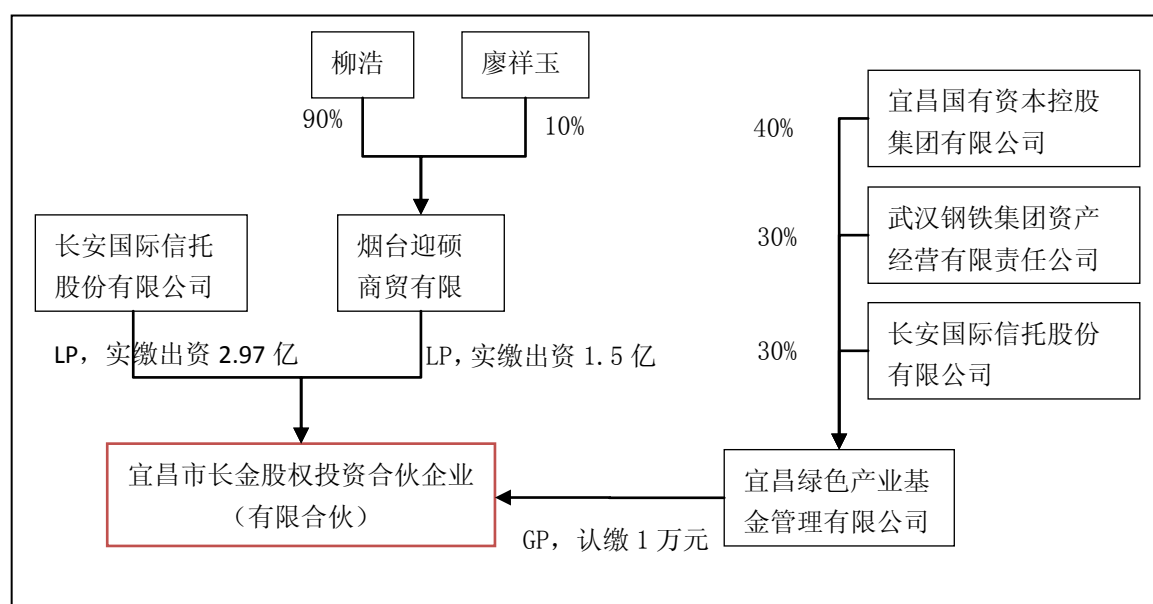 柳浩
廖祥玉
90%
10%
宜昌国有资本控股
集团有限公司
40%
武汉钢铁集团资产
经营有限责任公司
30%
长安国际信托
股份有限公司
烟台迎硕
商贸有限
长安国际信托股份
有限公司
30%
LP，实缴出资 2.97 亿
LP，实缴出资 1.5 亿
宜昌市长金股权投资合伙企业
（有限合伙）
宜昌绿色产业基
金管理有限公司
GP，认缴 1 万元